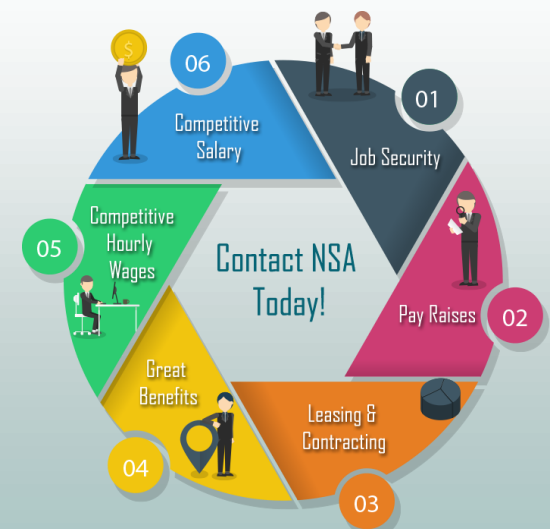 01
Job Security
Pay Raises
02
Leasing &
Contracting
03
Great
Benefits
04
Competitive
Hourly
Wages
05
06
Competitive
Salary
$
Contact NSA
Today!